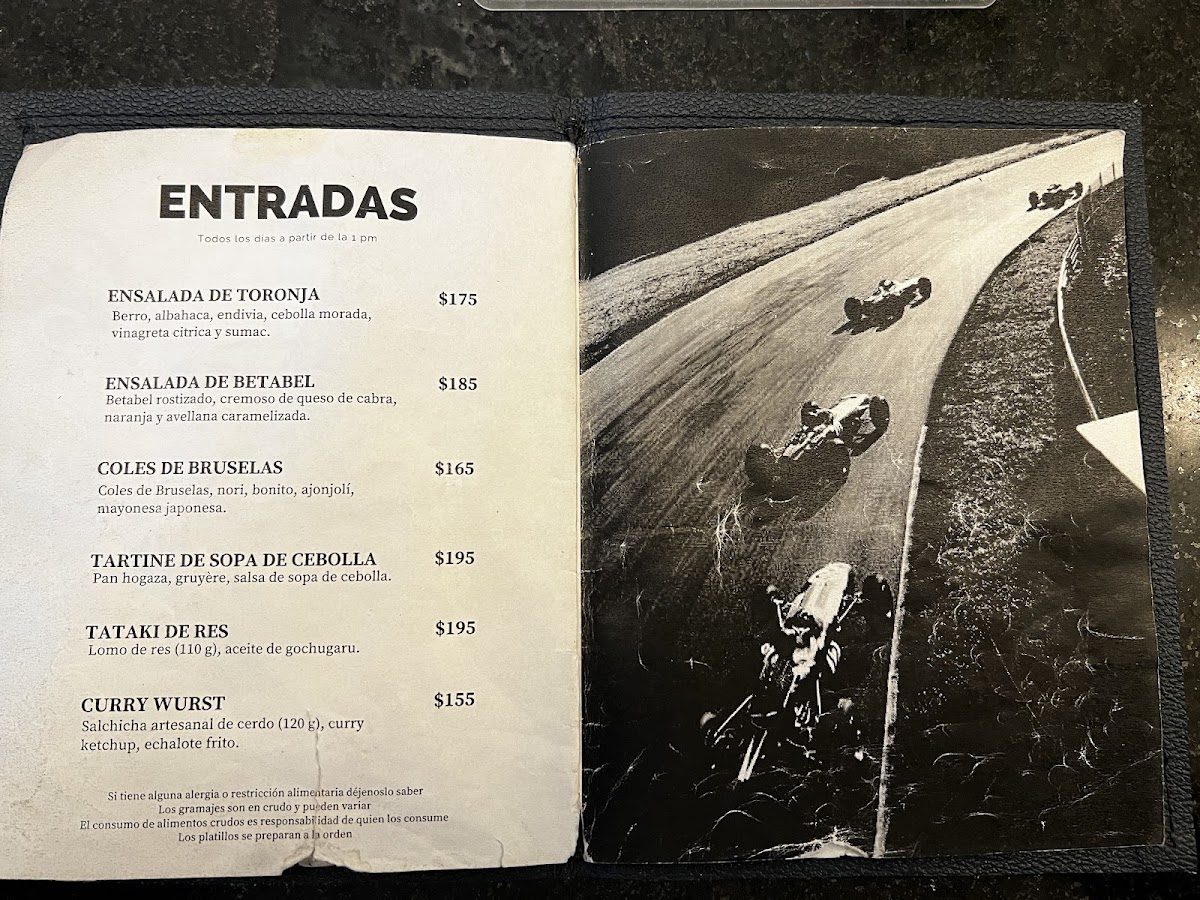 ENTRADAS
Todos los días a partir de la 1 pm
ENSALADA DE TORONJA $175
Berro, albahaca, endivia, cebolla morada,
vinagreta cítrica y sumac.
ENSALADA DE BETABEL $185
Betabel rostizado, cremoso de queso de cabra,
naranja y avellana caramelizada.
COLES DE BRUSELAS $165
Coles de Bruselas, nori, bonito, ajonjolí,
mayonesa japonesa.
TARTINE DE SOPA DE CEBOLLA $195
Pan hogaza, gruyère, salsa de sopa de cebolla.
TATAKI DE RES $195
Lomo de res (110 g), aceite de gochugaru.
CURRY WURST $155
Salchicha artesanal de cerdo (120 g), curry
ketchup, echalote frito.
Si tiene alguna alergia o restricción alimentaria déjenoslo saber
Los gramajes son en crudo y pueden variar
El consumo de alimentos crudos es responsabilidad de quien los consume
Los platillos se preparan a la orden